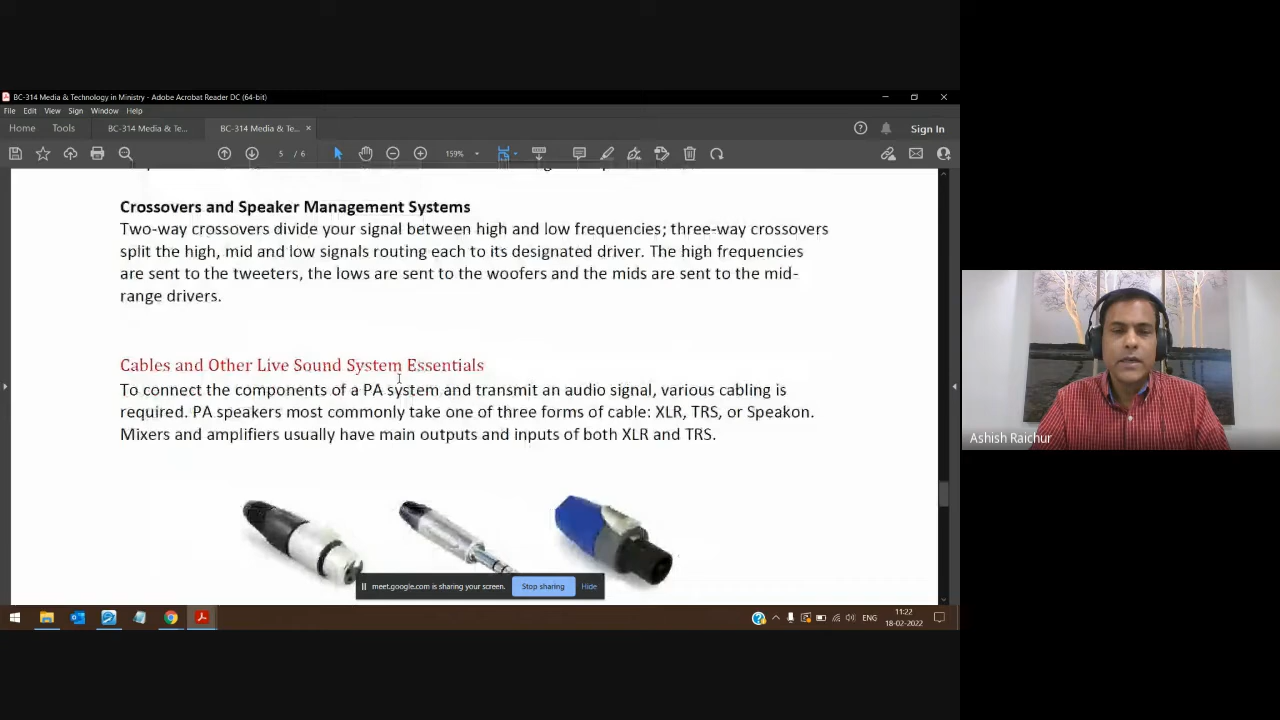 BC-314 Media & Technology in Ministry - Adobe Acrobat Reader DC (64-bit)
File Edit View Sign Window Help
Home Tools BC-314 Media & Te... BC-314 Media & Te... ×
Sign In
5 / 6 159%
Crossovers and Speaker Management Systems
Two-way crossovers divide your signal between high and low frequencies; three-way crossovers
split the high, mid and low signals routing each to its designated driver. The high frequencies
are sent to the tweeters, the lows are sent to the woofers and the mids are sent to the mid-
range drivers.
Cables and Other Live Sound System Essentials
To connect the components of a PA system and transmit an audio signal, various cabling is
required. PA speakers most commonly take one of three forms of cable: XLR, TRS, or Speakon.
Mixers and amplifiers usually have main outputs and inputs of both XLR and TRS.
meet.google.com is sharing your screen. Stop sharing Hide
Ashish Raichur
ENG
11:22
18-02-2022